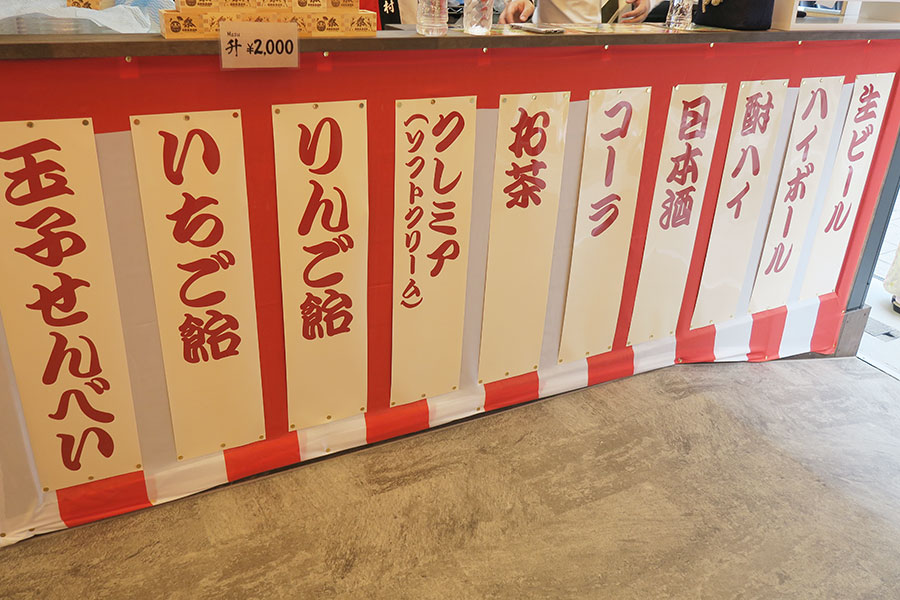 Masu
升 ¥2,000
生ビール
ハイボール
酎ハイ
日本酒
コーラ
お茶
クレミア
(ソフトクリーム)
りんご飴
いちご飴
玉子せんべい